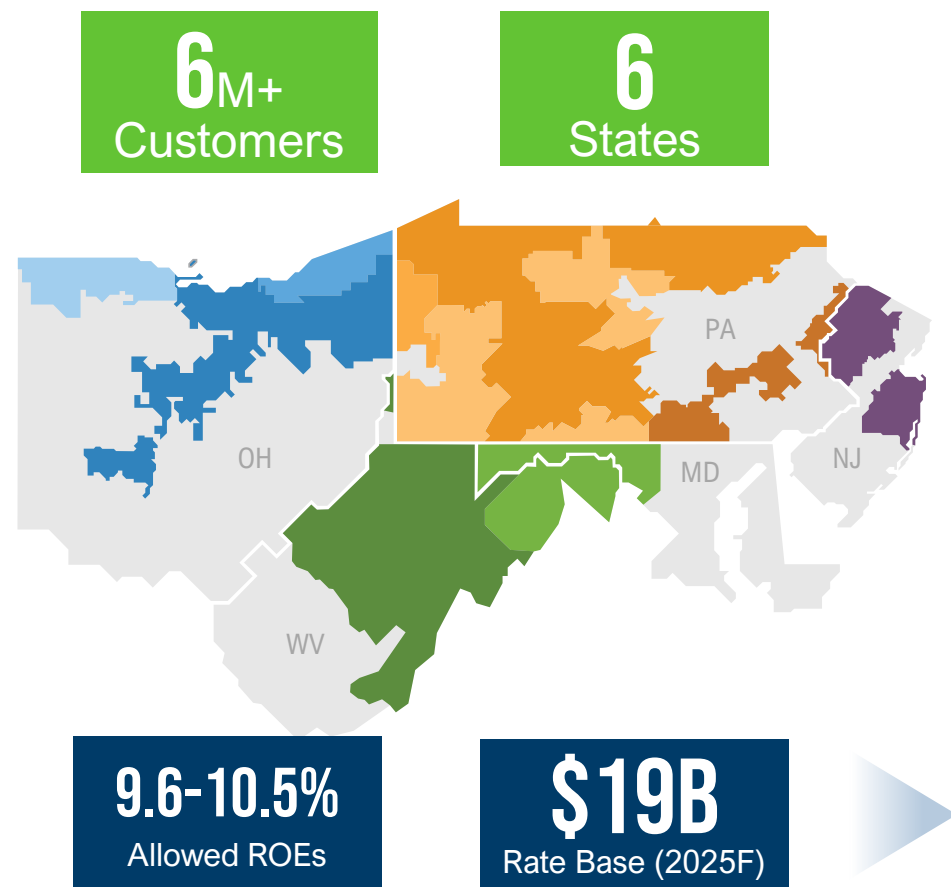 6M+
Customers
6
States
PA
OH
MD
NJ
WV
9.6-10.5%
Allowed ROEs
$19B
Rate Base (2025F)